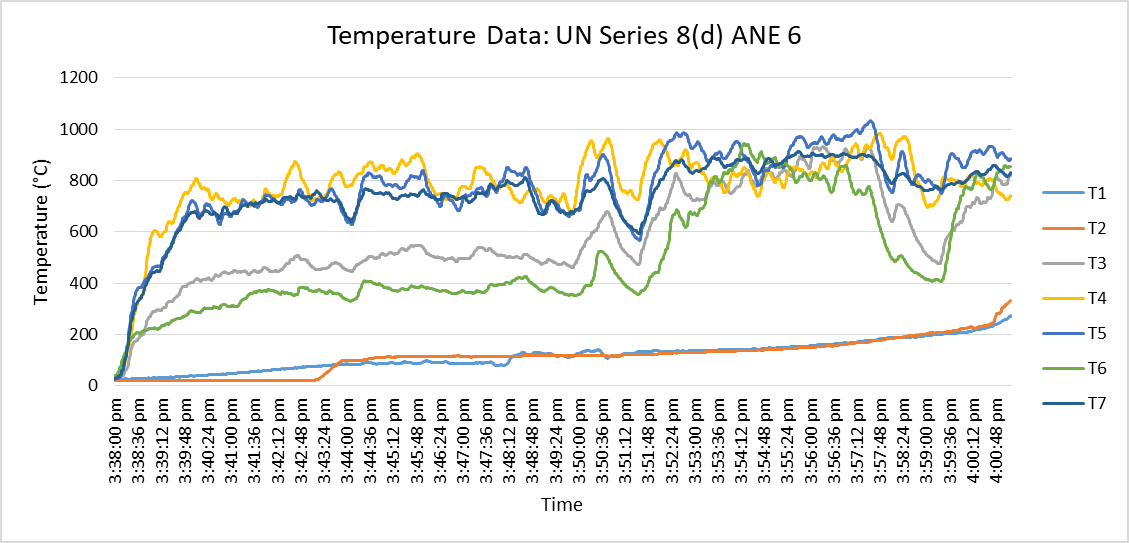 Temperature Data: UN Series 8(d) ANE 6
Temperature (°C)
1200
1000
800
600
400
200
0
3:38:00 pm
3:38:36 pm
3:39:12 pm
3:39:48 pm
3:40:24 pm
3:41:00 pm
3:41:36 pm
3:42:12 pm
3:42:48 pm
3:43:24 pm
3:44:00 pm
3:44:36 pm
3:45:12 pm
3:45:48 pm
3:46:24 pm
3:47:00 pm
3:47:36 pm
3:48:12 pm
3:48:48 pm
3:49:24 pm
3:50:00 pm
3:50:36 pm
3:51:12 pm
3:51:48 pm
3:52:24 pm
3:53:00 pm
3:53:36 pm
3:54:12 pm
3:54:48 pm
3:55:24 pm
3:56:00 pm
3:56:36 pm
3:57:12 pm
3:57:48 pm
3:58:24 pm
3:59:00 pm
3:59:36 pm
4:00:12 pm
4:00:48 pm
Time
T1
T2
T3
T4
T5
T6
T7